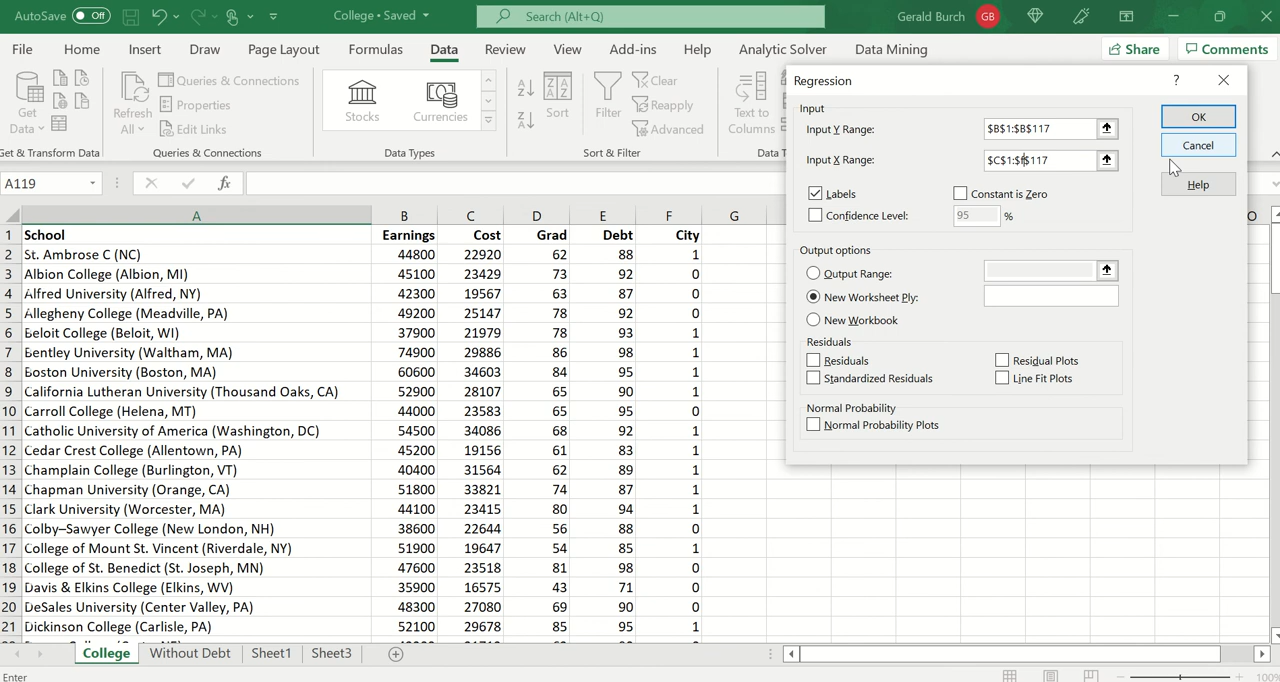 AutoSave Off College • Saved Search (Alt+Q) Gerald Burch GB
File Home Insert Draw Page Layout Formulas Data Review View Add-ins Help Analytic Solver Data Mining Share Comments
Get Data
Refresh All
Queries & Connections
Properties
Edit Links
Stocks
Currencies
Sort
Filter
Clear
Reapply
Advanced
Text to Columns
Get & Transform Data Queries & Connections Data Types Sort & Filter Data T
A119 fx
A B C D E F G O
1 School Earnings Cost Grad Debt City
2 St. Ambrose C (NC) 44800 22920 62 88 1
3 Albion College (Albion, MI) 45100 23429 73 92 0
4 Alfred University (Alfred, NY) 42300 19567 63 87 0
5 Allegheny College (Meadville, PA) 49200 25147 78 92 0
6 Beloit College (Beloit, WI) 37900 21979 78 93 1
7 Bentley University (Waltham, MA) 74900 29886 86 98 1
8 Boston University (Boston, MA) 60600 34603 84 95 1
9 California Lutheran University (Thousand Oaks, CA) 52900 28107 65 90 1
10 Carroll College (Helena, MT) 44000 23583 65 95 0
11 Catholic University of America (Washington, DC) 54500 34086 68 92 1
12 Cedar Crest College (Allentown, PA) 45200 19156 61 83 1
13 Champlain College (Burlington, VT) 40400 31564 62 89 1
14 Chapman University (Orange, CA) 51800 33821 74 87 1
15 Clark University (Worcester, MA) 44100 23415 80 94 1
16 Colby–Sawyer College (New London, NH) 38600 22644 56 88 0
17 College of Mount St. Vincent (Riverdale, NY) 51900 19647 54 85 1
18 College of St. Benedict (St. Joseph, MN) 47600 23518 81 98 0
19 Davis & Elkins College (Elkins, WV) 35900 16575 43 71 0
20 DeSales University (Center Valley, PA) 48300 27080 69 90 0
21 Dickinson College (Carlisle, PA) 52100 29678 85 95 1
College Without Debt Sheet1 Sheet3
Enter 100%
Regression ?
Input
Input Y Range: $B$1:$B$117
Input X Range: $C$1:$f$117
Labels Constant is Zero
Confidence Level: 95 %
Output options
Output Range:
New Worksheet Ply:
New Workbook
Residuals
Residuals Residual Plots
Standardized Residuals Line Fit Plots
Normal Probability
Normal Probability Plots
OK
Cancel
Help